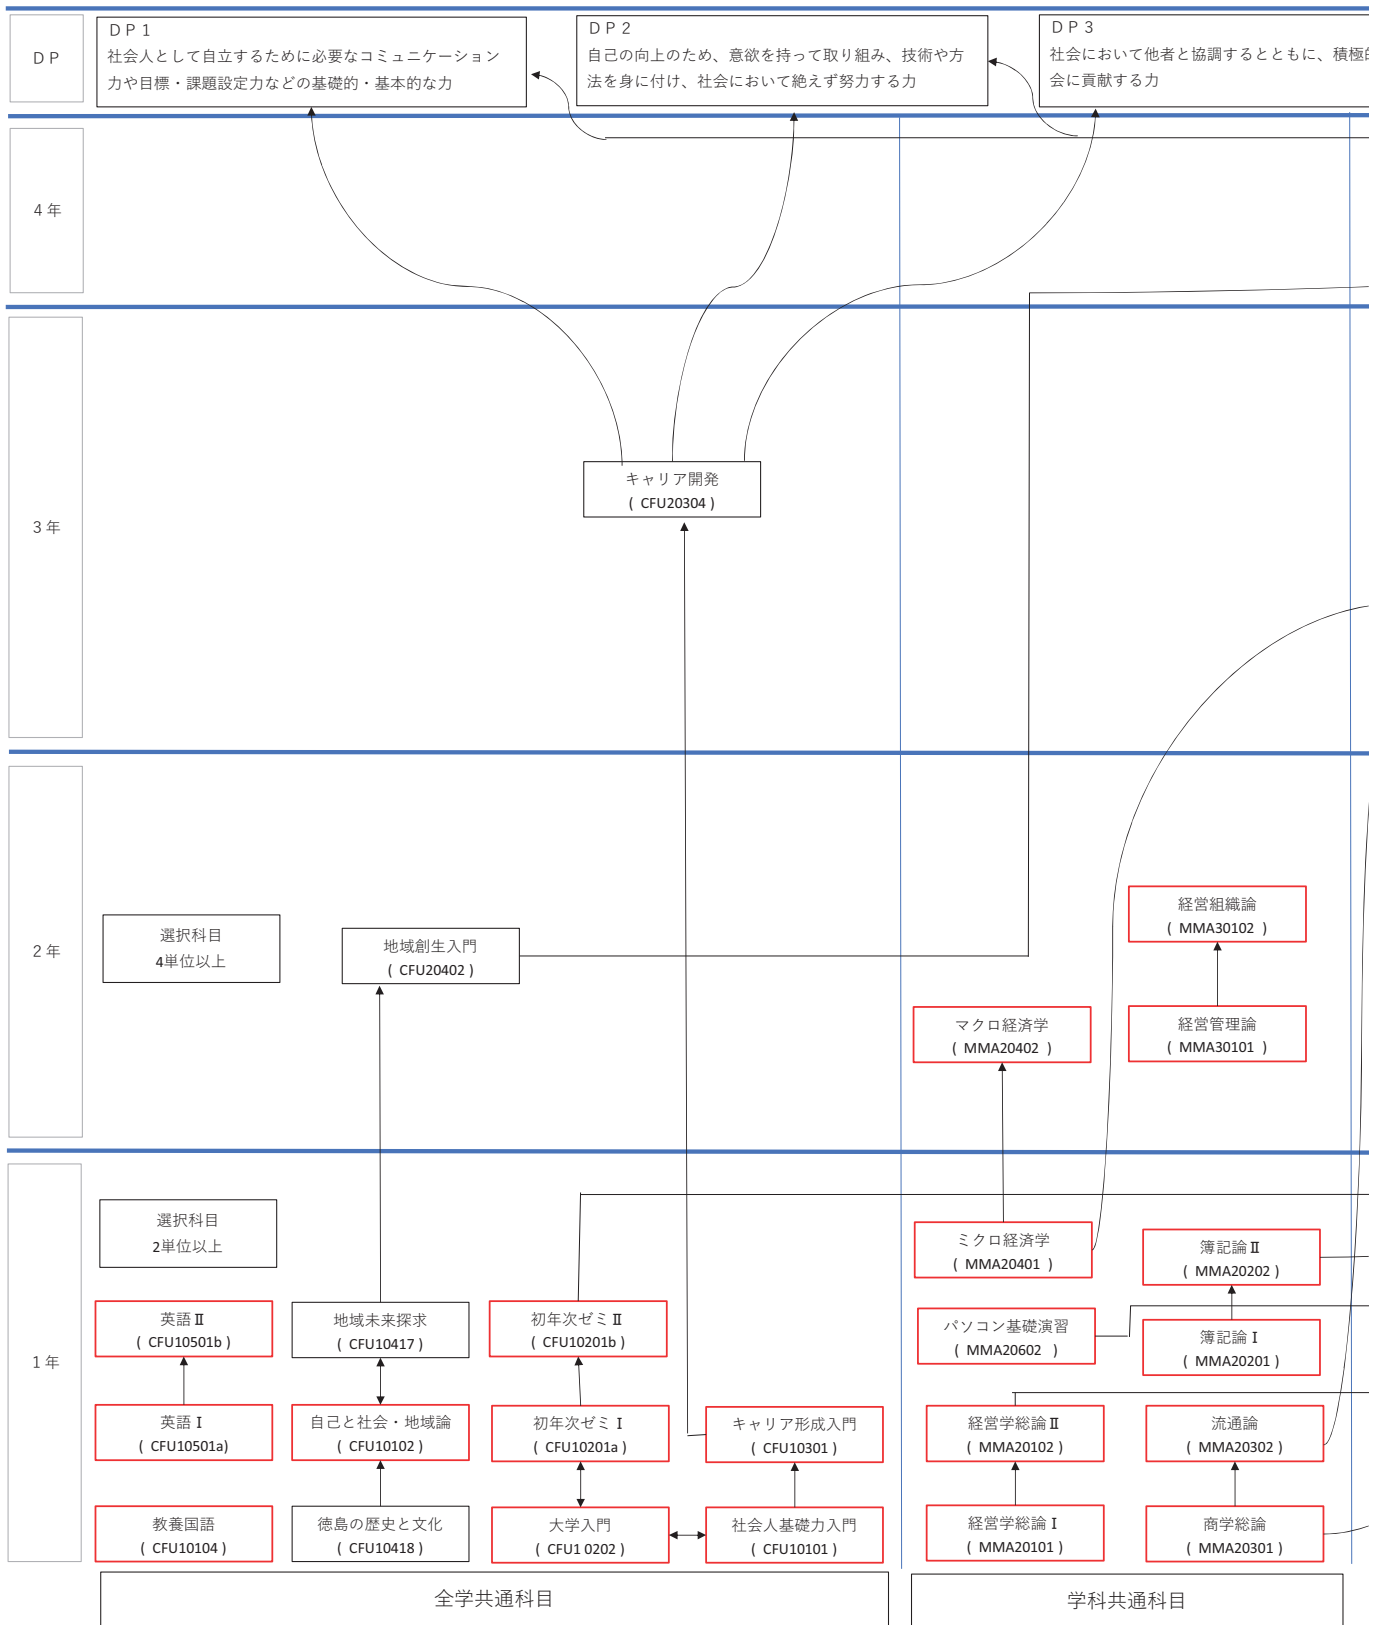 ＤＰ
ＤＰ１
社会人として自立するために必要なコミュニケーション
力や目標・課題設定力などの基礎的・基本的な力
ＤＰ２
自己の向上のため、意欲を持って取り組み、技術や方
法を身に付け、社会において絶えず努力する力
ＤＰ３
社会において他者と協調するとともに、積極
会に貢献する力
４年
３年
キャリア開発
( CFU20304 )
２年
選択科目
4単位以上
地域創生入門
( CFU20402 )
経営組織論
( MMA30102 )
マクロ経済学
( MMA20402 )
経営管理論
( MMA30101 )
１年
選択科目
2単位以上
ミクロ経済学
( MMA20401 )
簿記論Ⅱ
( MMA20202 )
英語Ⅱ
( CFU10501b )
地域未来探求
( CFU10417 )
初年次ゼミⅡ
( CFU10201b )
パソコン基礎演習
( MMA20602 )
簿記論Ⅰ
( MMA20201 )
英語Ⅰ
( CFU10501a)
自己と社会・地域論
( CFU10102 )
初年次ゼミⅠ
( CFU10201a )
キャリア形成入門
( CFU10301 )
経営学総論Ⅱ
( MMA20102 )
流通論
( MMA20302 )
教養国語
( CFU10104 )
徳島の歴史と文化
( CFU10418 )
大学入門
( CFU1 0202 )
社会人基礎力入門
( CFU10101 )
経営学総論Ⅰ
( MMA20101 )
商学総論
( MMA20301 )
全学共通科目
学科共通科目